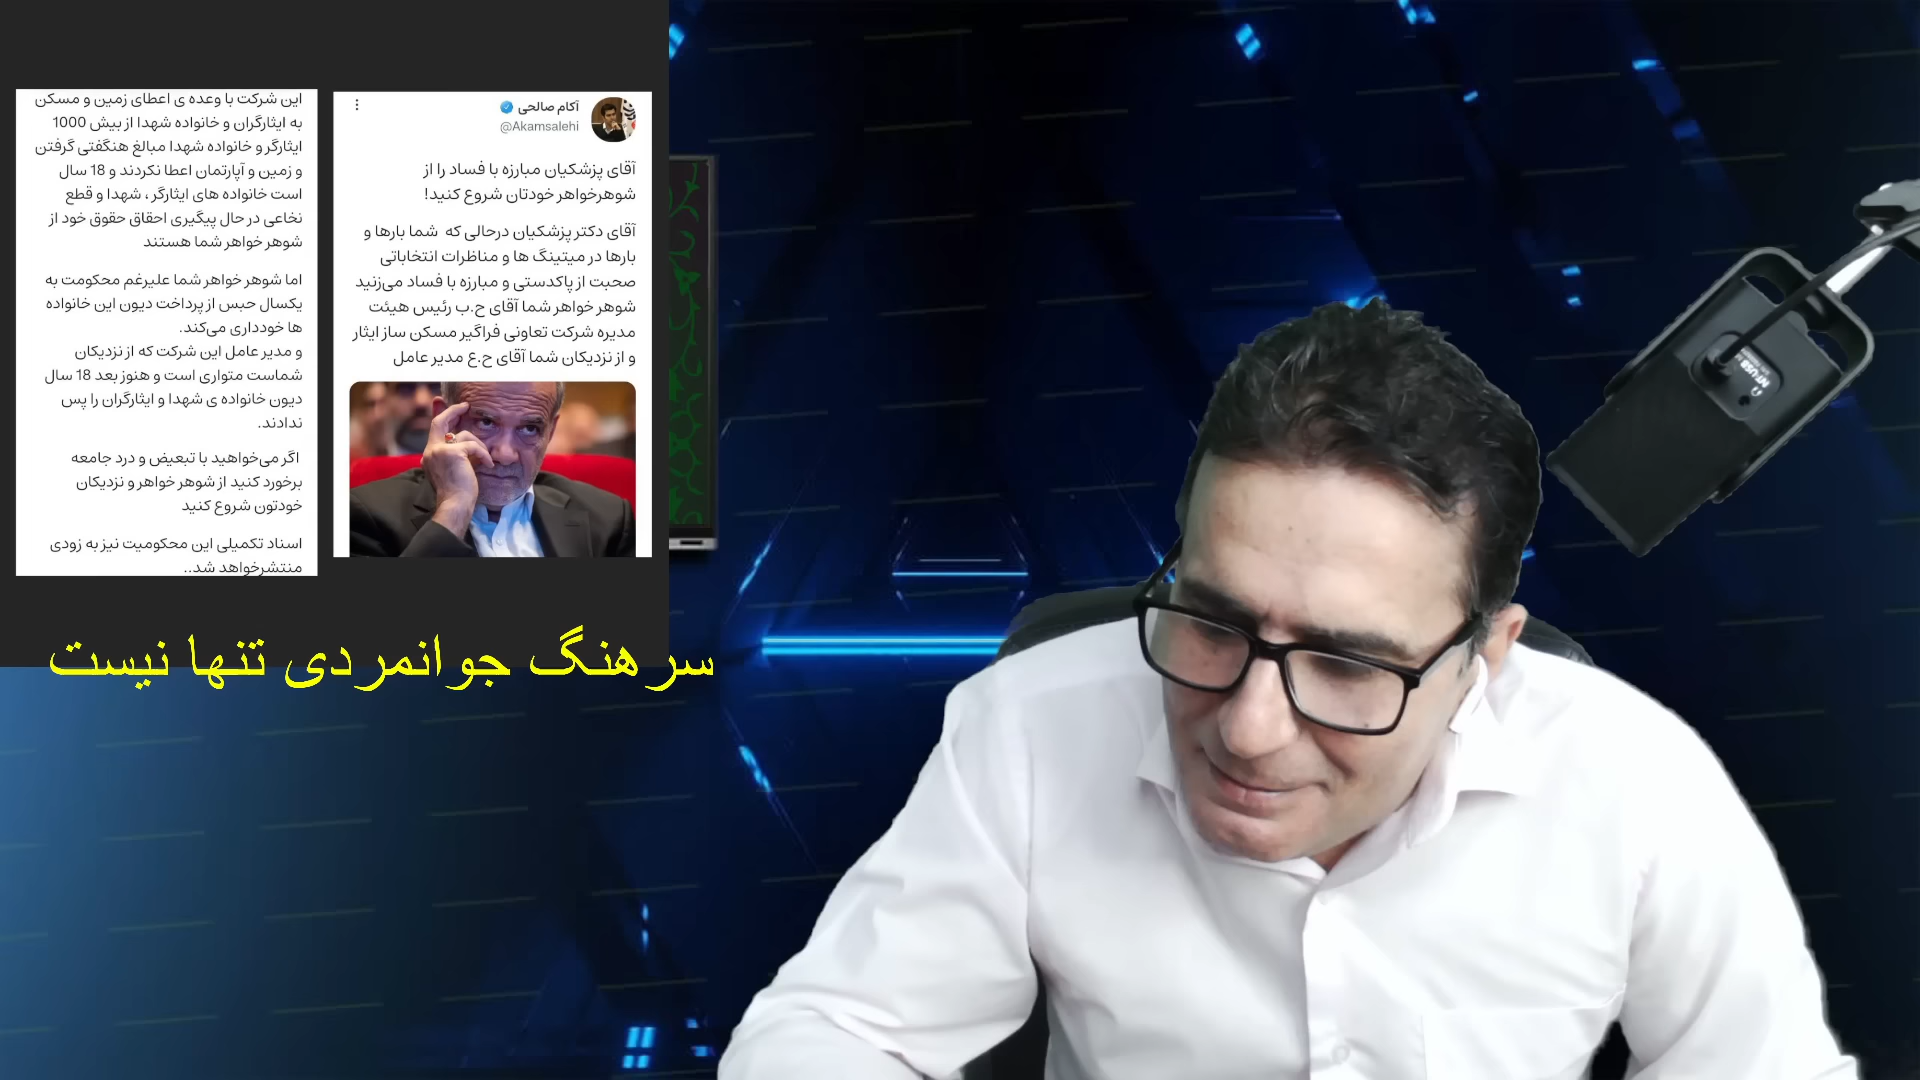 آکام صالحی
@Akamsalehi
آقای پزشکیان مبارزه با فساد را از
شوهرخواهر خودتان شروع کنید!
آقای دکتر پزشکیان درحالی که شما بارها و
بارها در میتینگ ها و مناظرات انتخاباتی
صحبت از پاکدستی و مبارزه با فساد می‌زنید
شوهر خواهر شما آقای ح.ب رئیس هیئت
مدیره شرکت تعاونی فراگیر مسکن ساز ایثار
و از نزدیکان شما آقای ح.ع مدیر عامل
این شرکت با وعده ی اعطای زمین و مسکن
به ایثارگران و خانواده شهدا از بیش 1000
ایثارگر و خانواده شهدا مبالغ هنگفتی گرفتن
و زمین و آپارتمان اعطا نکردند و 18 سال
است خانواده های ایثارگر ، شهدا و قطع
نخاعی در حال پیگیری احقاق حقوق خود از
شوهر خواهر شما هستند
اما شوهر خواهر شما علیرغم محکومت به
یکسال حبس از پرداخت دیون این خانواده
ها خودداری می‌کند.
و مدیر عامل این شرکت که از نزدیکان
شماست متواری است و هنوز بعد 18 سال
دیون خانواده ی شهدا و ایثارگران را پس
ندادند.
اگر می‌خواهید با تبعیض و درد جامعه
برخورد کنید از شوهر خواهر و نزدیکان
خودتون شروع کنید
اسناد تکمیلی این محکومیت نیز به زودی
منتشرخواهد شد..
سرهنگ جوانمردی تنها نیست
NT-USB